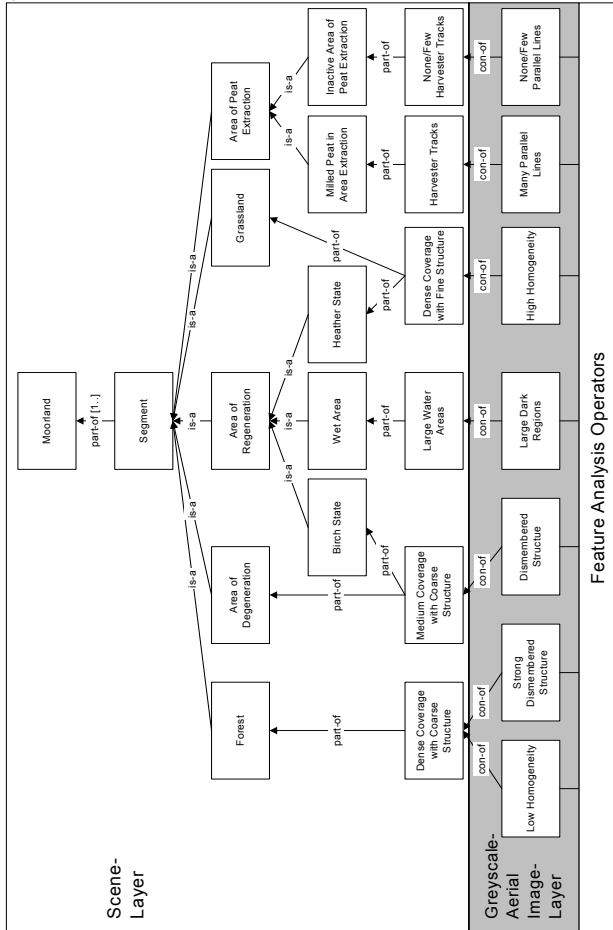 Scene-
Layer
Moorland
part-of [1..]
Segment
is-a
is-a
is-a
is-a
is-a
Forest
Area of
Degeneration
Area of
Regeneration
Grassland
Area of Peat
Extraction
is-a
is-a
is-a
is-a
is-a
Birch State
Wet Area
Heather State
Milled Peat in
Area Extraction
Inactive Area of
Peat Extraction
part-of
part-of
part-of
part-of
part-of
part-of
part-of
part-of
Dense Coverage
with Coarse
Structure
Medium Coverage
with Coarse
Structure
Large Water
Areas
Dense Coverage
with Fine Structure
Harvester Tracks
None/Few
Harvester Tracks
Greyscale-
Aerial
Image-
Layer
con-of
con-of
con-of
con-of
con-of
con-of
con-of
Low Homogeneity
Strong
Dismembered
Structure
Dismembered
Structue
Large Dark
Regions
High Homogeneity
Many Parallel
Lines
None/Few
Parallel Lines
Feature Analysis Operators